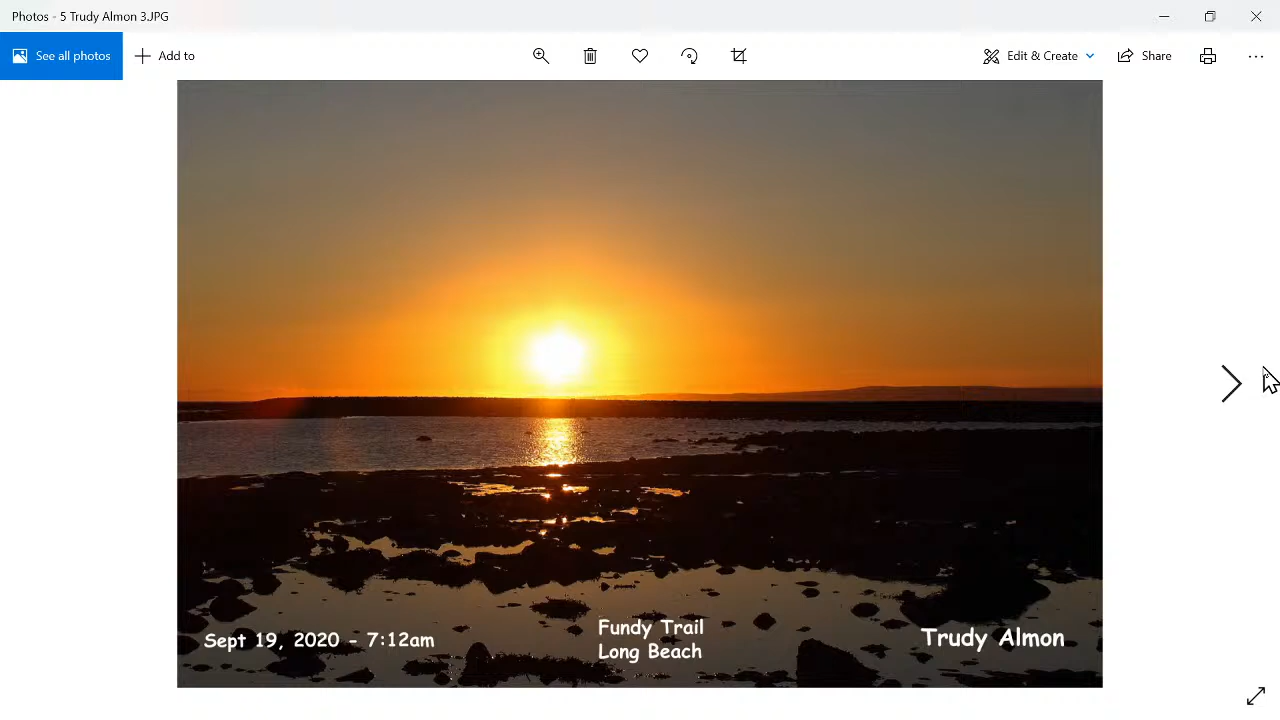 Photos - 5 Trudy Almon 3.JPG
See all photos
Add to
Edit & Create
Share
Sept 19, 2020 - 7:12am
Fundy Trail
Long Beach
Trudy Almon